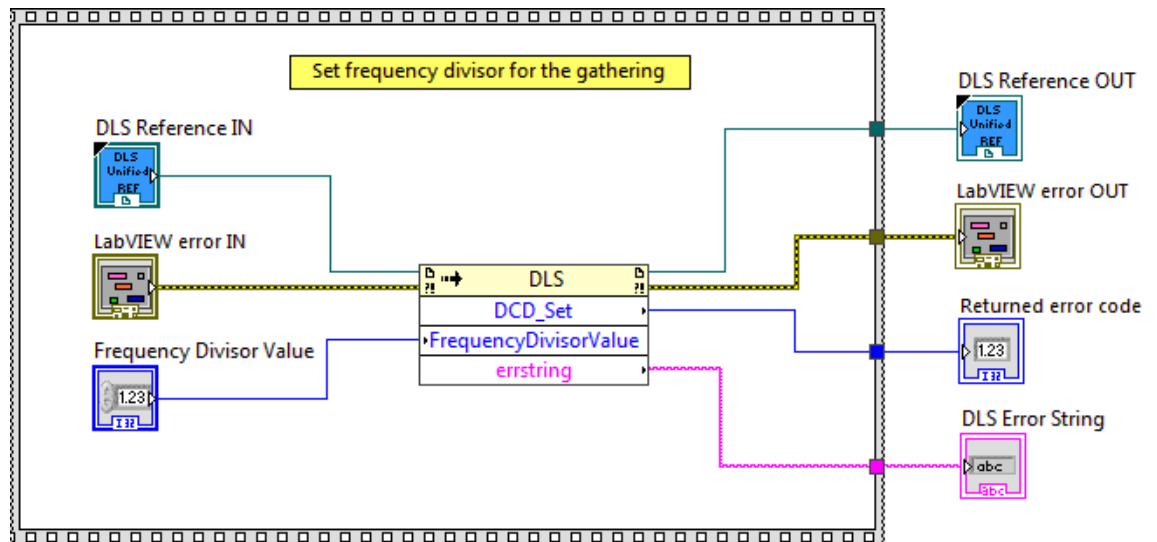 Set frequency divisor for the gathering
DLS Reference IN
DLS
Unified
REF
LabVIEW error IN
?!
Frequency Divisor Value
1.23
I32
?! DLS ?!
DCD_Set
FrequencyDivisorValue
errstring
DLS Reference OUT
DLS
Unified
REF
LabVIEW error OUT
?!
Returned error code
1.23
I32
DLS Error String
abc
abc